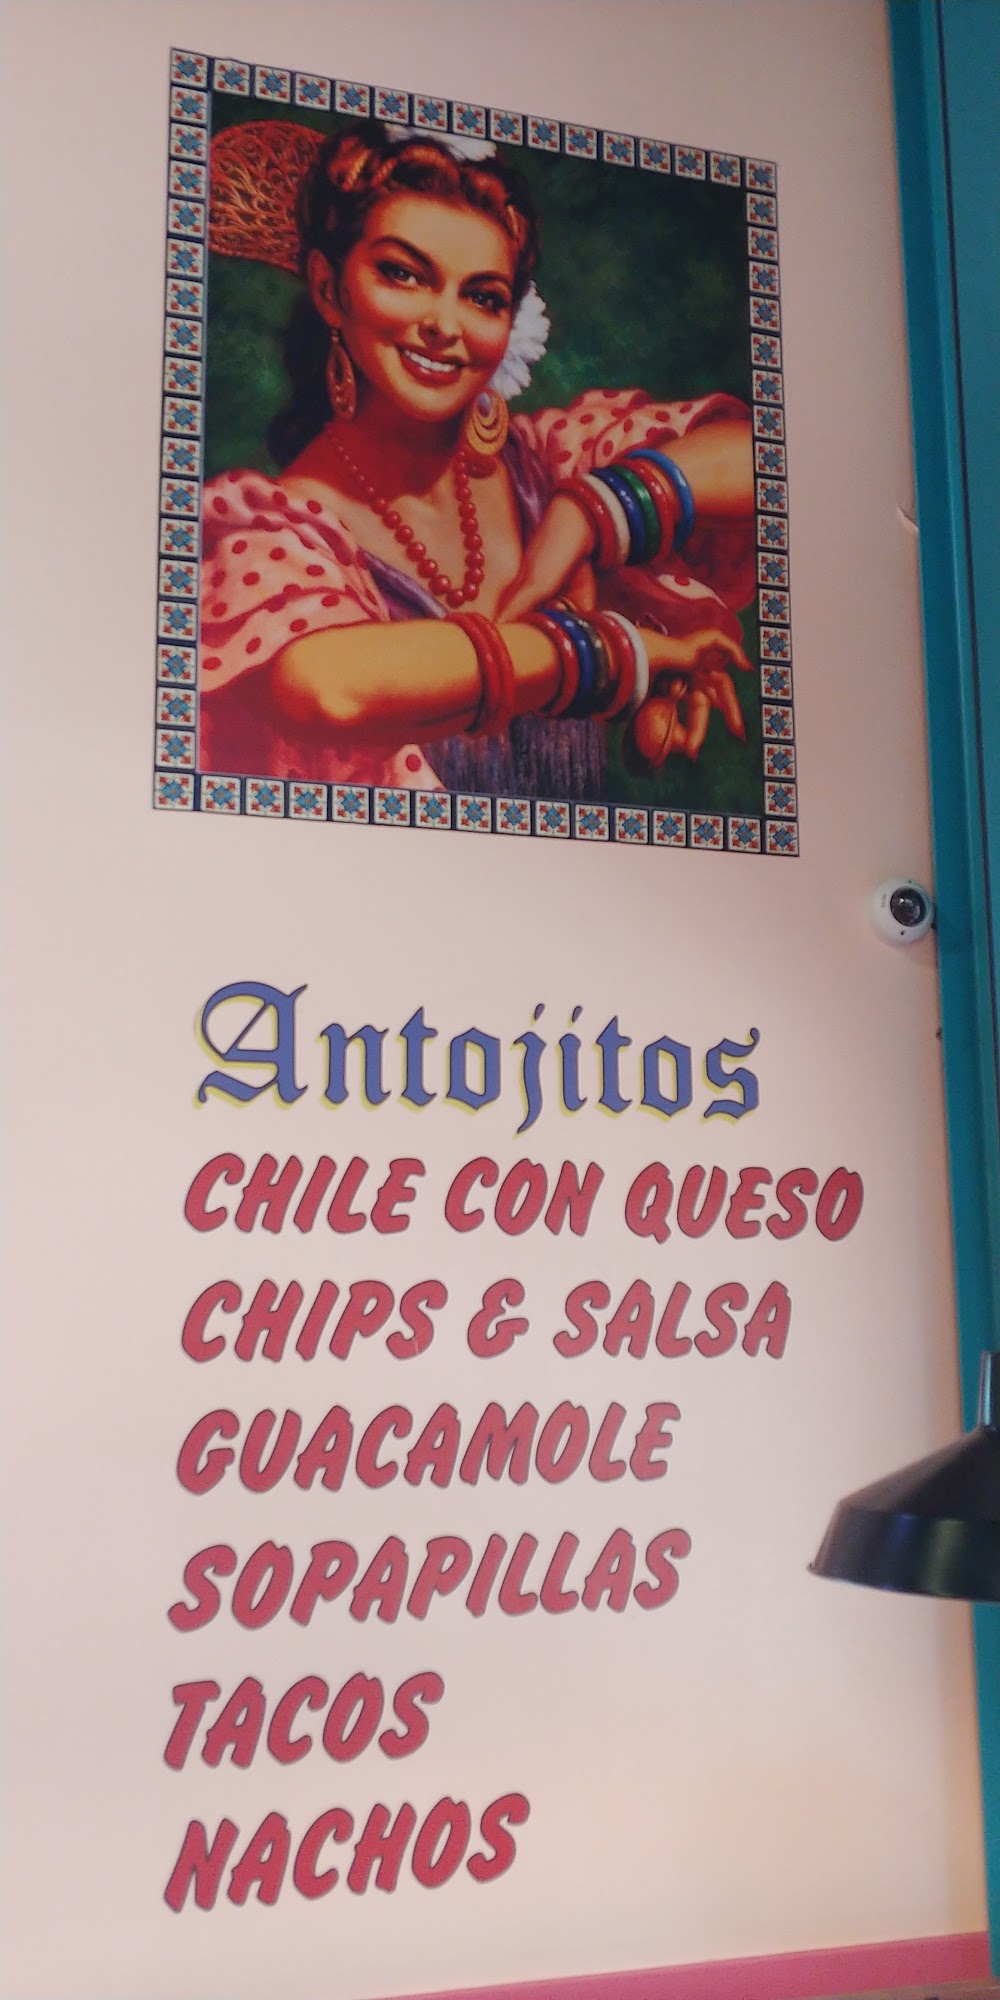 Antojitos
CHILE CON QUESO
CHIPS & SALSA
GUACAMOLE
SOPAPILLAS
TACOS
NACHOS